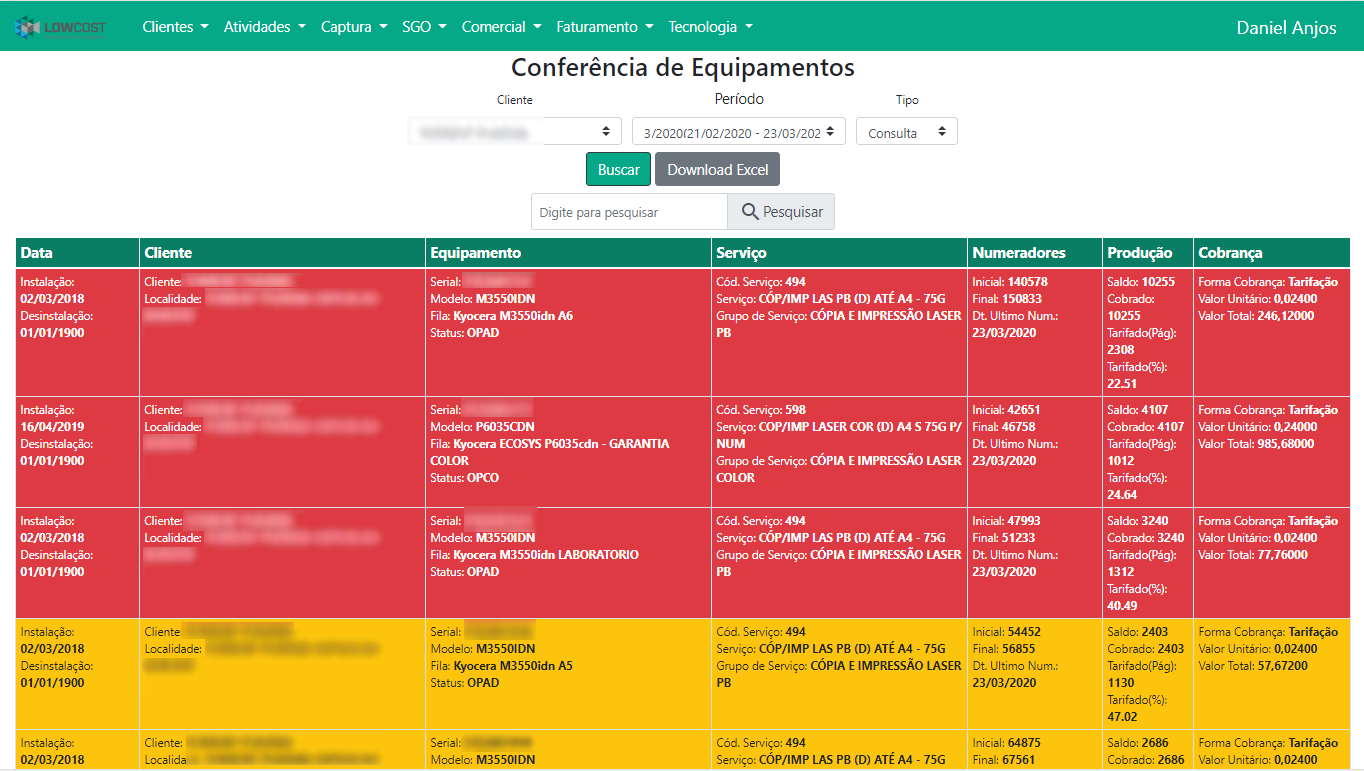 LOWCOST
Clientes Atividades Captura SGO Comercial Faturamento Tecnologia Daniel Anjos
Conferência de Equipamentos
Cliente Período Tipo
3/2020(21/02/2020 - 23/03/202 Consulta
Buscar Download Excel
Digite para pesquisar Pesquisar
Data Cliente Equipamento Serviço Numeradores Produção Cobrança
Instalação:
02/03/2018
Desinstalação:
01/01/1900
Cliente:
Localidade:
Serial:
Modelo: M3550IDN
Fila: Kyocera M3550idn A6
Status: OPAD
Cód. Serviço: 494
Serviço: CÓP/IMP LAS PB (D) ATÉ A4 - 75G
Grupo de Serviço: CÓPIA E IMPRESSÃO LASER
PB
Inicial: 140578
Final: 150833
Dt. Ultimo Num.:
23/03/2020
Saldo: 10255
Cobrado:
10255
Tarifado(Pág):
2308
Tarifado(%):
22.51
Forma Cobrança: Tarifação
Valor Unitário: 0,02400
Valor Total: 246,12000
Instalação:
16/04/2019
Desinstalação:
01/01/1900
Cliente:
Localidade:
Serial:
Modelo: P6035CDN
Fila: Kyocera ECOSYS P6035cdn - GARANTIA
COLOR
Status: OPCO
Cód. Serviço: 598
Serviço: COP/IMP LASER COR (D) A4 S 75G P/
NUM
Grupo de Serviço: CÓPIA E IMPRESSÃO LASER
COLOR
Inicial: 42651
Final: 46758
Dt. Ultimo Num.:
23/03/2020
Saldo: 4107
Cobrado: 4107
Tarifado(Pág):
1012
Tarifado(%):
24.64
Forma Cobrança: Tarifação
Valor Unitário: 0,24000
Valor Total: 985,68000
Instalação:
02/03/2018
Desinstalação:
01/01/1900
Cliente:
Localidade:
Serial:
Modelo: M3550IDN
Fila: Kyocera M3550idn LABORATORIO
Status: OPAD
Cód. Serviço: 494
Serviço: CÓP/IMP LAS PB (D) ATÉ A4 - 75G
Grupo de Serviço: CÓPIA E IMPRESSÃO LASER
PB
Inicial: 47993
Final: 51233
Dt. Ultimo Num.:
23/03/2020
Saldo: 3240
Cobrado: 3240
Tarifado(Pág):
1312
Tarifado(%):
40.49
Forma Cobrança: Tarifação
Valor Unitário: 0,02400
Valor Total: 77,76000
Instalação:
02/03/2018
Desinstalação:
01/01/1900
Cliente
Localidade:
Serial:
Modelo: M3550IDN
Fila: Kyocera M3550idn A5
Status: OPAD
Cód. Serviço: 494
Serviço: CÓP/IMP LAS PB (D) ATÉ A4 - 75G
Grupo de Serviço: CÓPIA E IMPRESSÃO LASER
PB
Inicial: 54452
Final: 56855
Dt. Ultimo Num.:
23/03/2020
Saldo: 2403
Cobrado: 2403
Tarifado(Pág):
1130
Tarifado(%):
47.02
Forma Cobrança: Tarifação
Valor Unitário: 0,02400
Valor Total: 57,67200
Instalação:
02/03/2018
Cliente:
Localida
Serial:
Modelo: M3550IDN
Cód. Serviço: 494
Serviço: CÓP/IMP LAS PB (D) ATÉ A4 - 75G
Inicial: 64875
Final: 67561
Saldo: 2686
Cobrado: 2686
Forma Cobrança: Tarifação
Valor Unitário: 0,02400